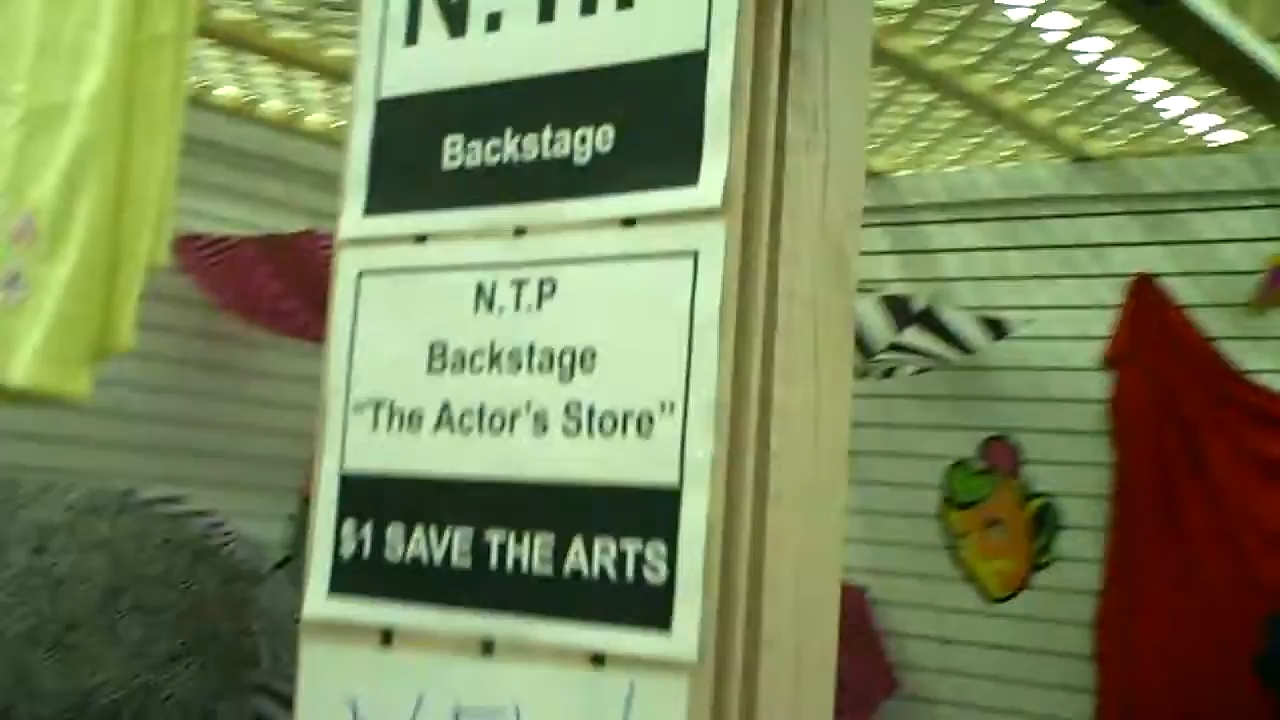 Backstage
N.T.P
Backstage
"The Actor's Store"
$1 SAVE THE ARTS